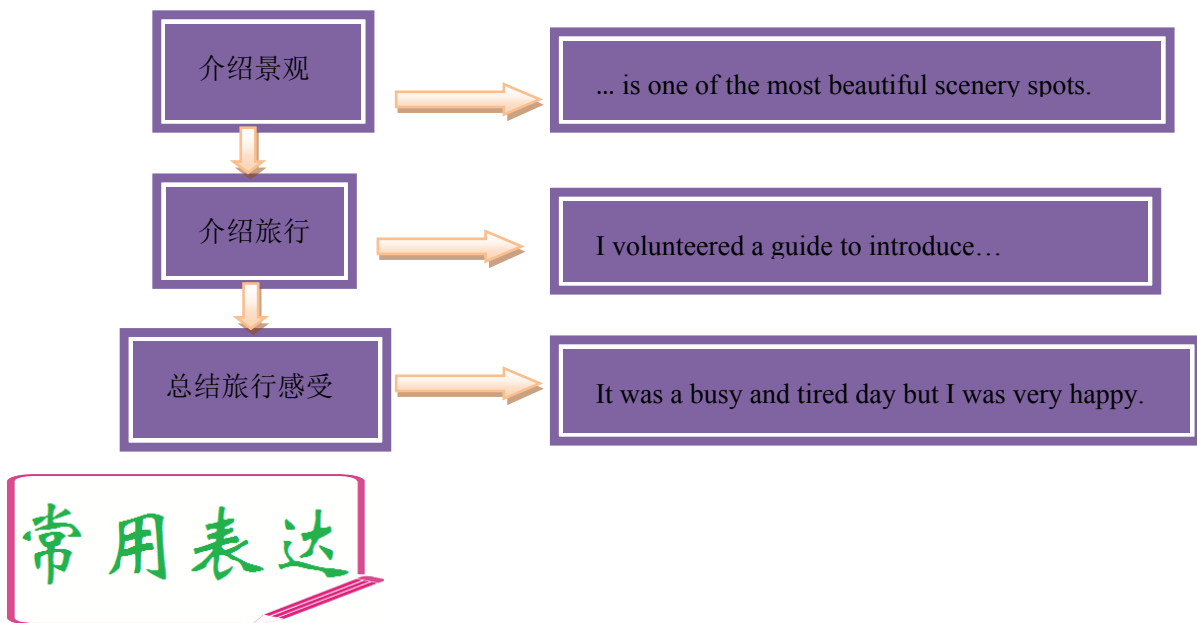 介绍景观
... is one of the most beautiful scenery spots.
介绍旅行
I volunteered a guide to introduce…
总结旅行感受
It was a busy and tired day but I was very happy.
常用表达